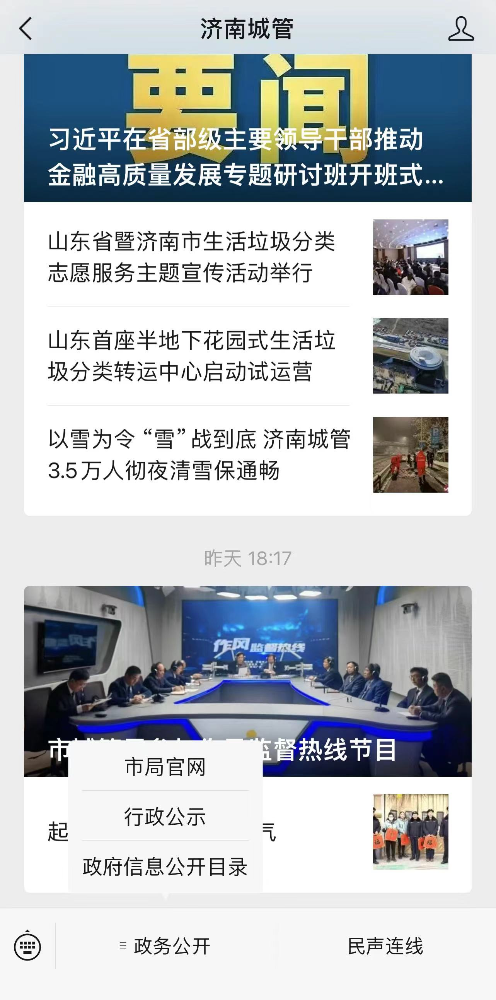 济南城管
要闻
习近平在省部级主要领导干部推动
金融高质量发展专题研讨班开班式...
山东省暨济南市生活垃圾分类
志愿服务主题宣传活动举行
山东首座半地下花园式生活垃
圾分类转运中心启动试运营
P
以雪为令“雪”战到底 济南城管
3.5万人彻夜清雪保通畅
昨天 18:17
作风监督热线
市
监督热线节目
市局官网
行政公示
起
气
福
福
政府信息公开目录
政务公开
民声连线